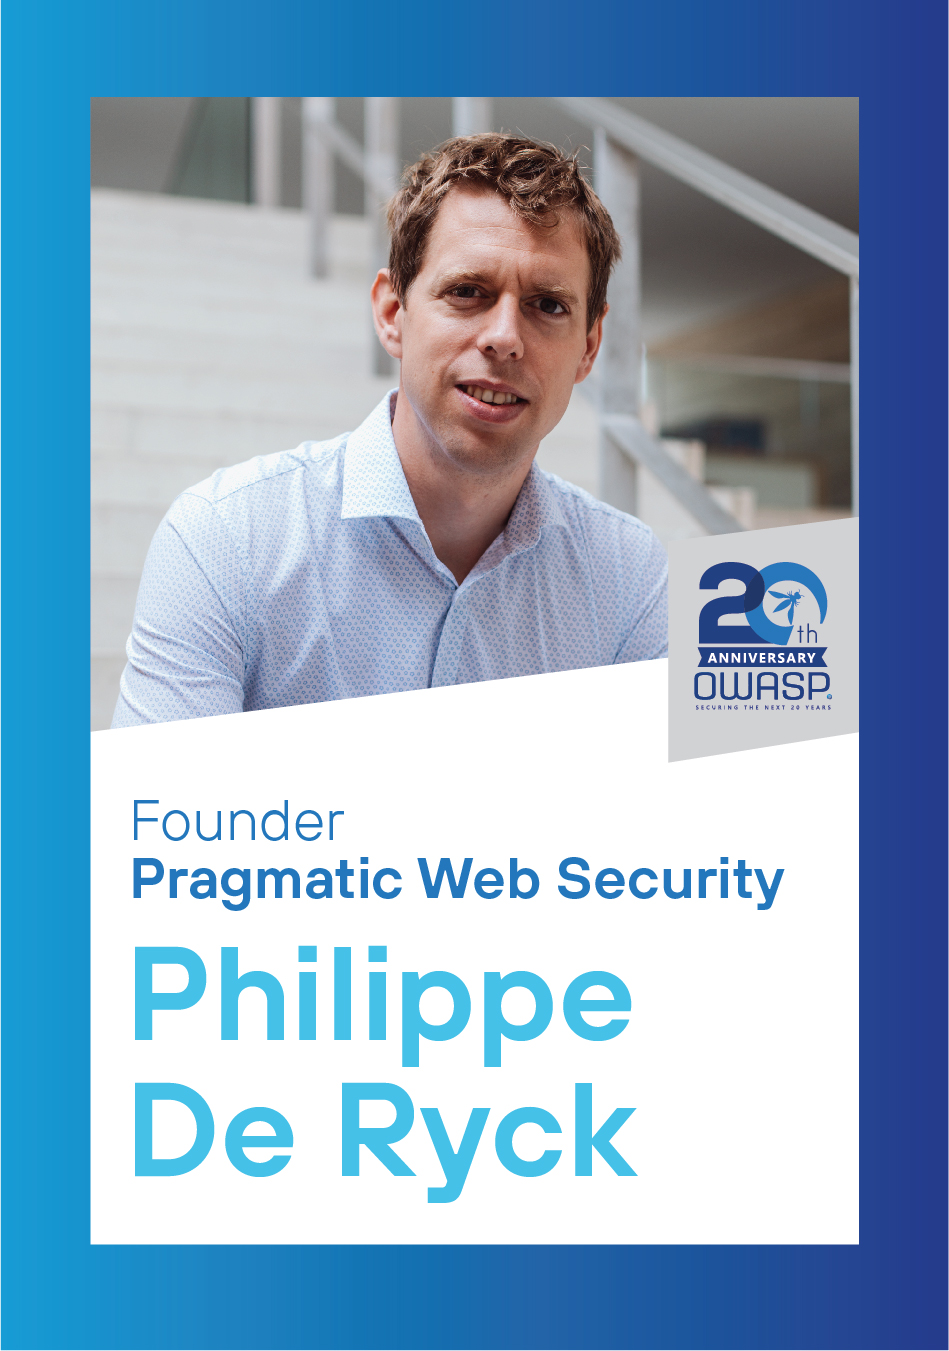 20th
ANNIVERSARY
OWASP®
SECURING THE NEXT 20 YEARS
Founder
Pragmatic Web Security
Philippe
De Ryck